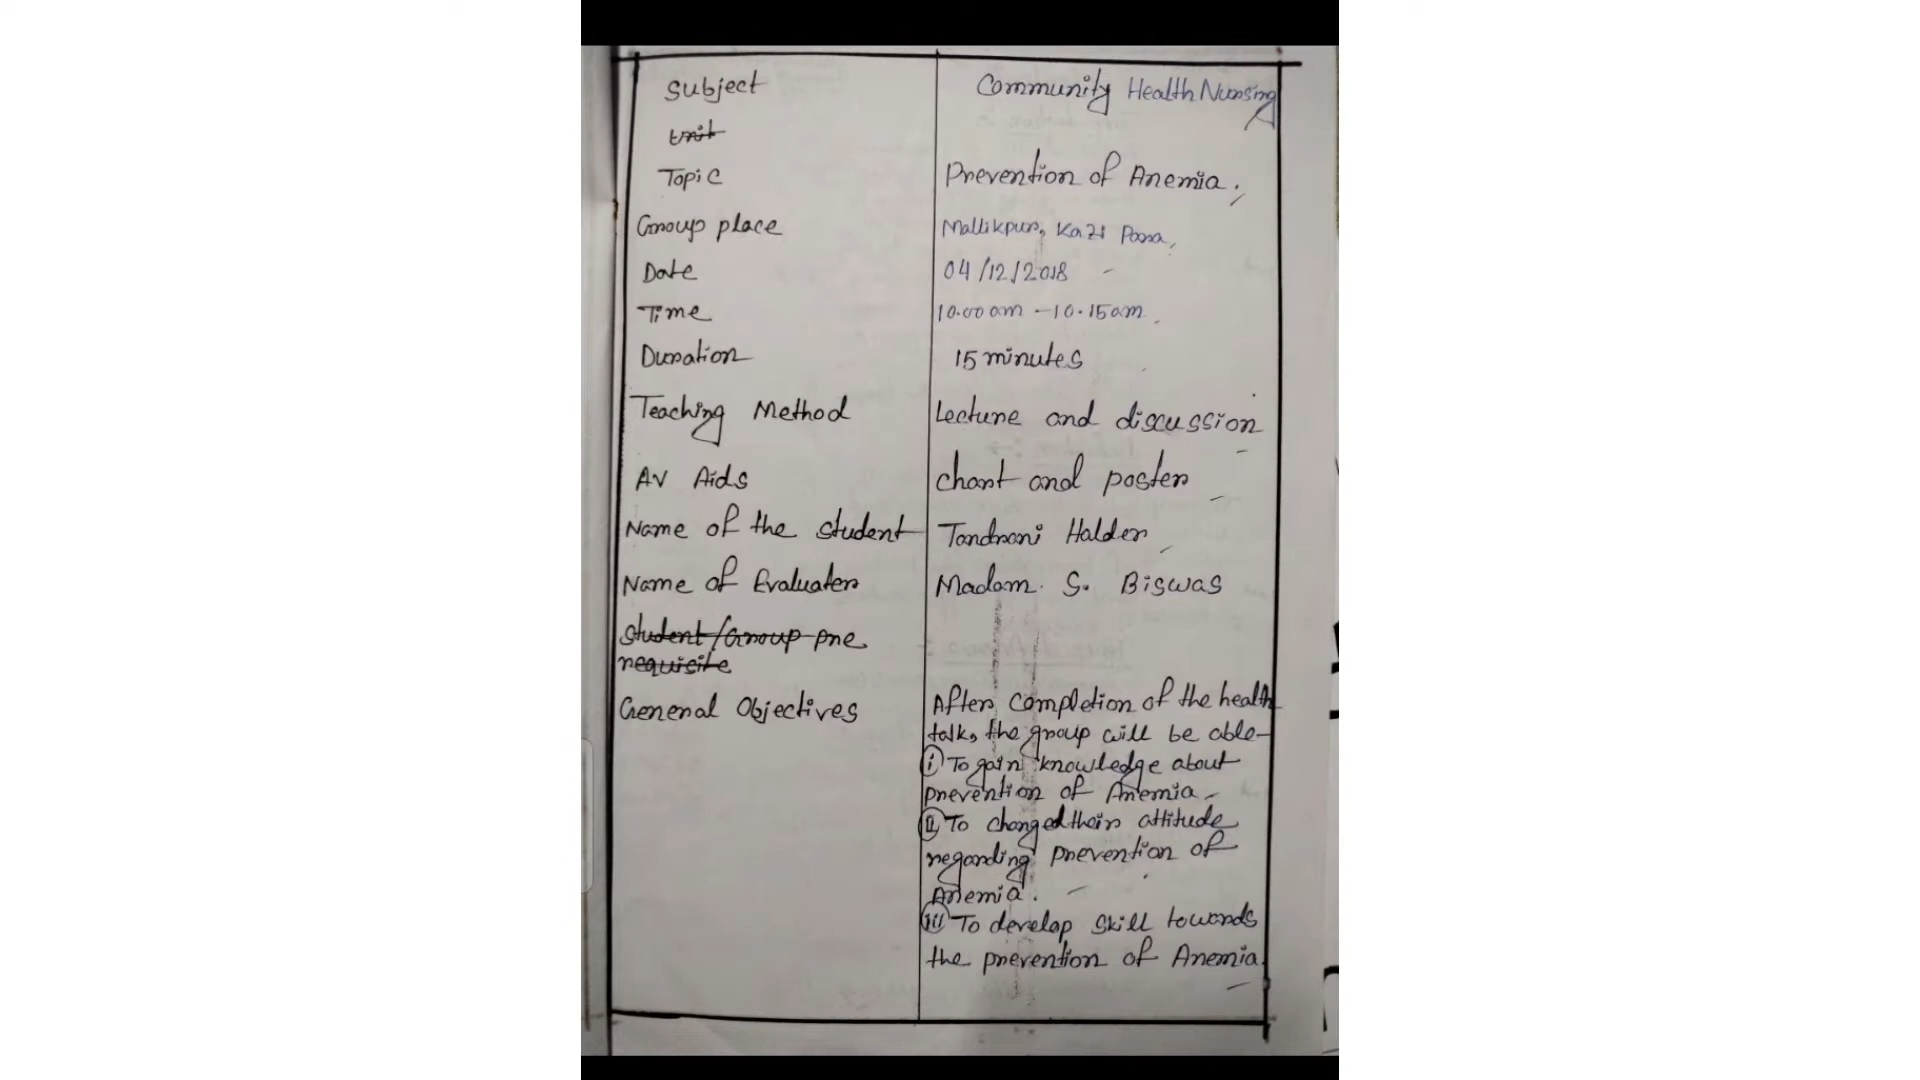 Subject Community Health Nursing
Unit
Topic Prevention of Anemia.
Group place Mallikpur, Kazi Para,
Date 04/12/2018
Time 10.00am - 10.15am
Duration 15 minutes
Teaching Method Lecture and discussion
AV Aids chart and poster
Name of the student Tandrani Halder
Name of Evaluater Madam. S. Biswas
Student/Group pre
requisite
General Objectives After completion of the health
talk, the group will be able-
i To gain knowledge about
prevention of Anemia
ii To changed their attitude
regarding prevention of
Anemia.
iii To develop skill towards
the prevention of Anemia.